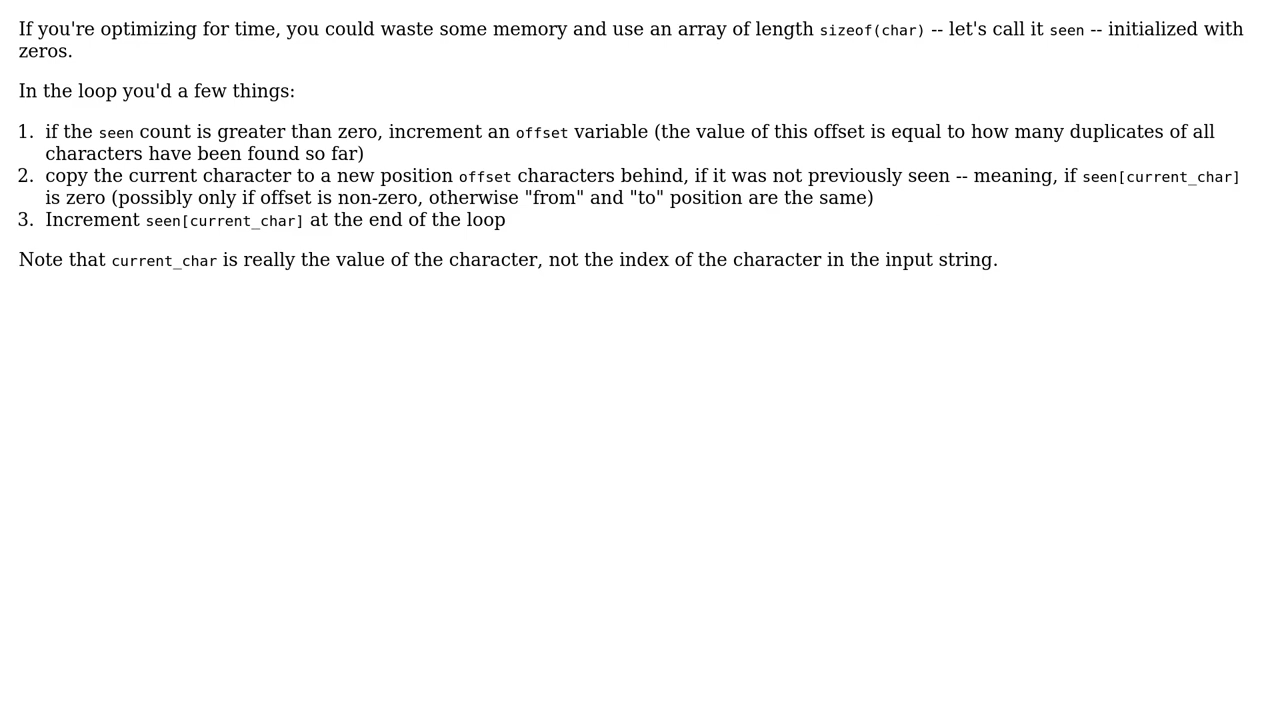 If you're optimizing for time, you could waste some memory and use an array of length sizeof(char) -- let's call it seen -- initialized with
zeros.
In the loop you'd a few things:
1. if the seen count is greater than zero, increment an offset variable (the value of this offset is equal to how many duplicates of all
characters have been found so far)
2. copy the current character to a new position offset characters behind, if it was not previously seen -- meaning, if seen[current_char]
is zero (possibly only if offset is non-zero, otherwise "from" and "to" position are the same)
3. Increment seen[current_char] at the end of the loop
Note that current_char is really the value of the character, not the index of the character in the input string.